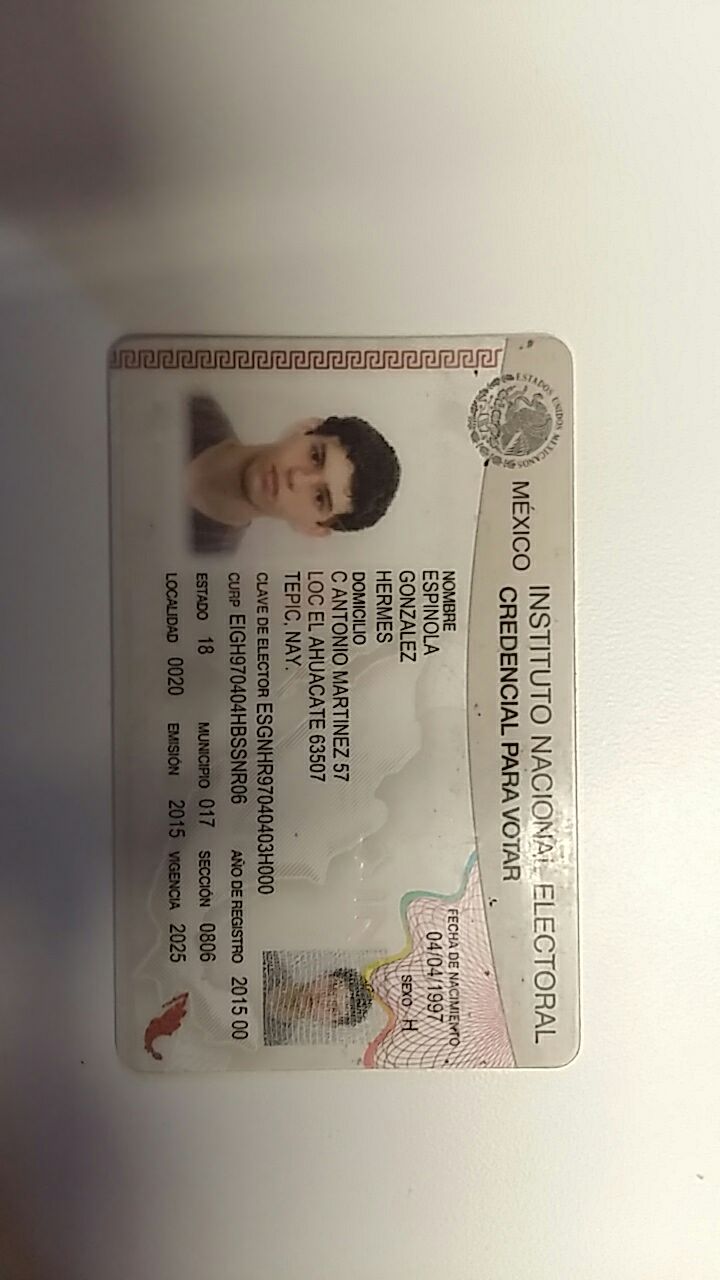 ESTADOS UNIDOS MEXICANOS
MÉXICO INSTITUTO NACIONAL ELECTORAL
CREDENCIAL PARA VOTAR
NOMBRE
ESPINOLA
GONZALEZ
HERMES
FECHA DE NACIMIENTO
04/04/1997
SEXO H
DOMICILIO
C ANTONIO MARTINEZ 57
LOC EL AHUACATE 63507
TEPIC, NAY.
CLAVE DE ELECTOR ESGNHR97040403H000
CURP EIGH970404HBSSNR06 AÑO DE REGISTRO 2015 00
ESTADO 18 MUNICIPIO 017 SECCIÓN 0806
LOCALIDAD 0020 EMISIÓN 2015 VIGENCIA 2025